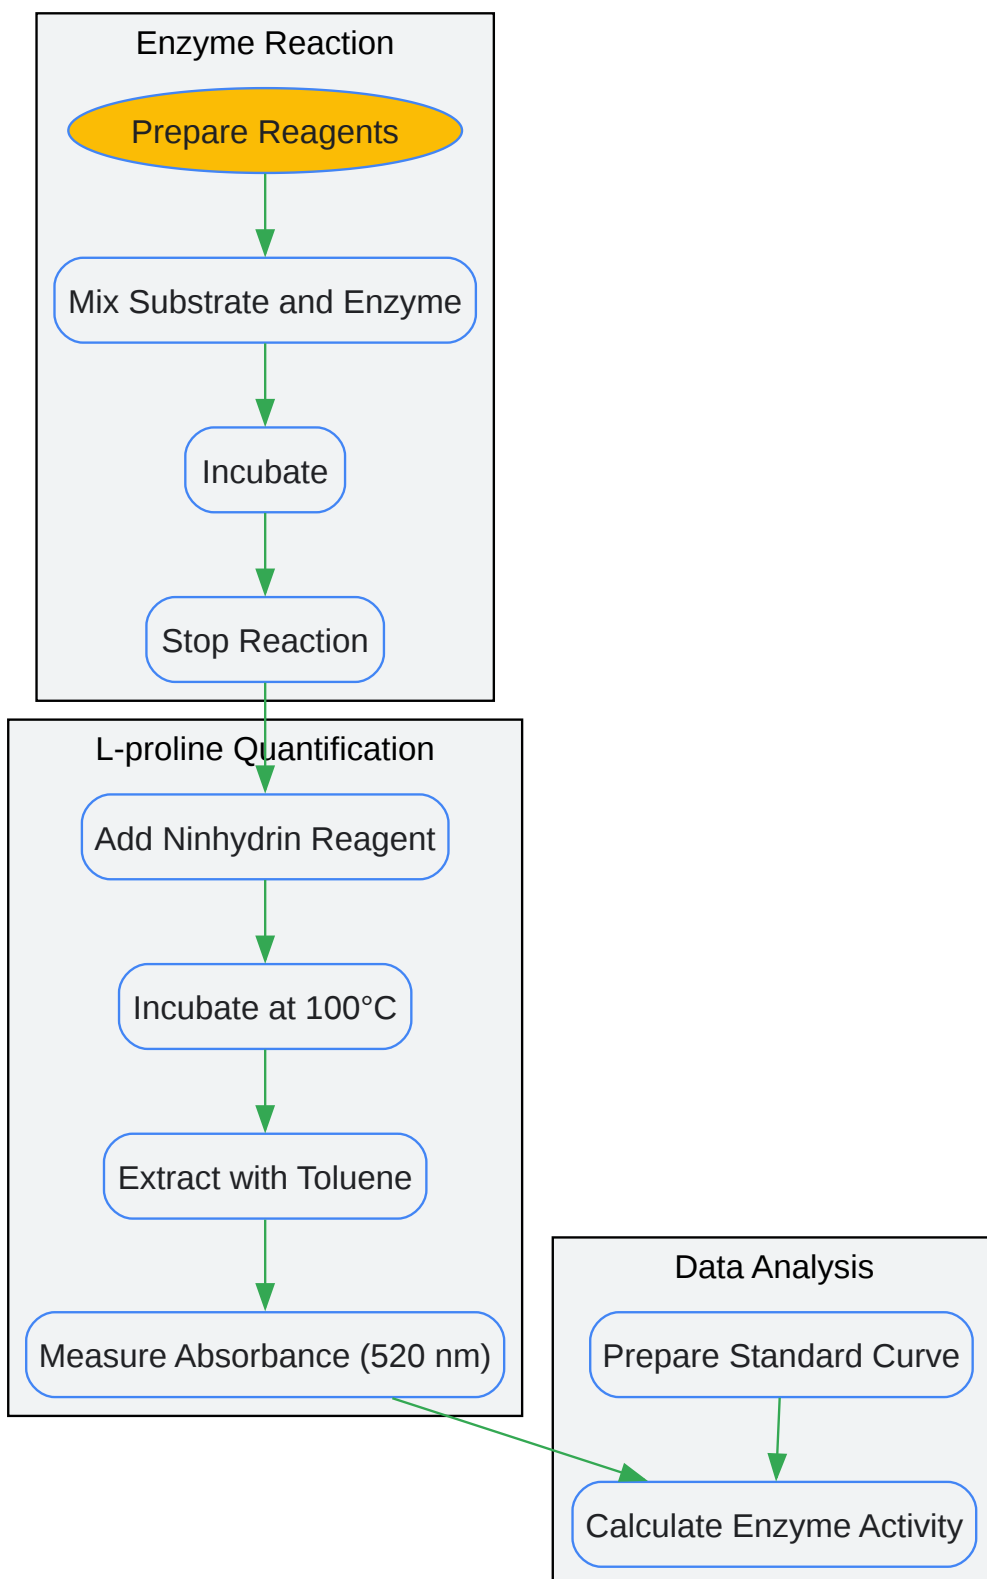 Enzyme Reaction
Prepare Reagents
Mix Substrate and Enzyme
Incubate
Stop Reaction
L-proline Quantification
Add Ninhydrin Reagent
Incubate at 100°C
Extract with Toluene
Measure Absorbance (520 nm)
Data Analysis
Prepare Standard Curve
Calculate Enzyme Activity